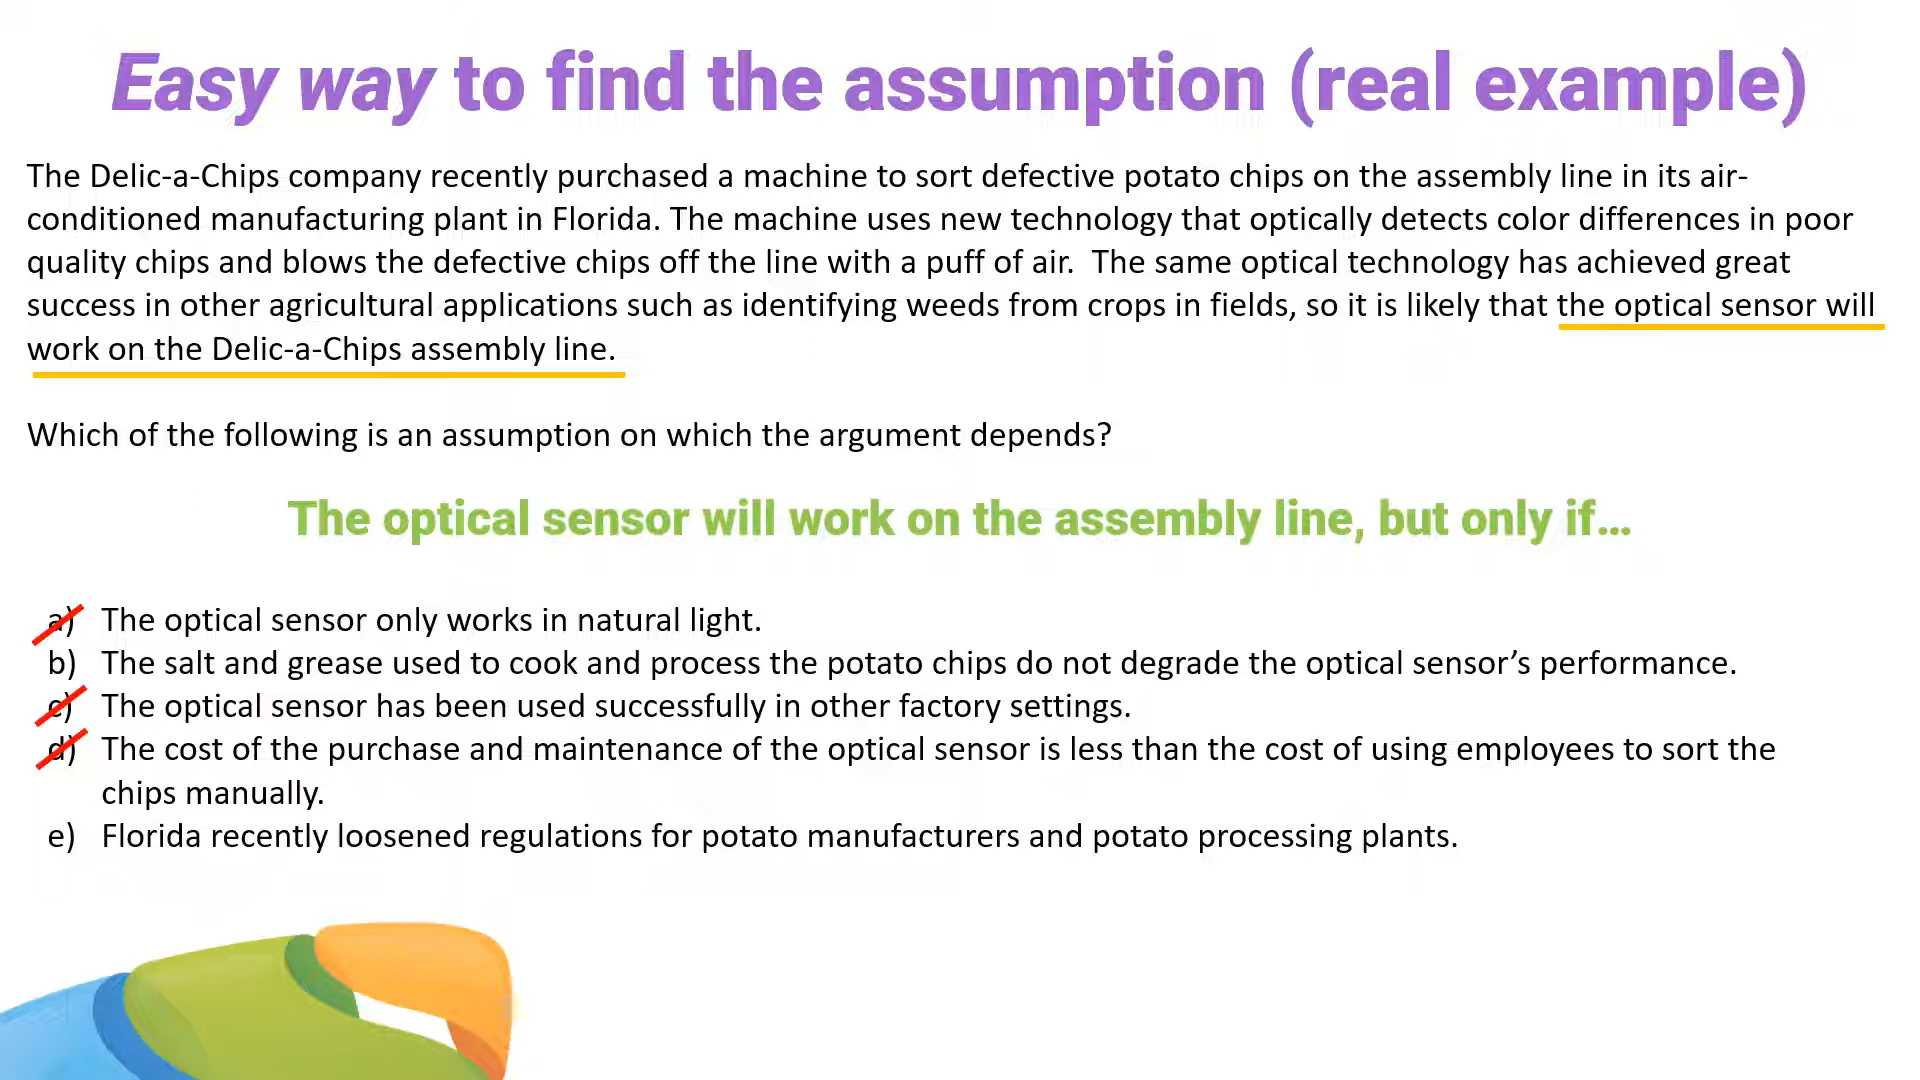 Easy way to find the assumption (real example)
The Delic-a-Chips company recently purchased a machine to sort defective potato chips on the assembly line in its air-
conditioned manufacturing plant in Florida. The machine uses new technology that optically detects color differences in poor
quality chips and blows the defective chips off the line with a puff of air.  The same optical technology has achieved great
success in other agricultural applications such as identifying weeds from crops in fields, so it is likely that the optical sensor will
work on the Delic-a-Chips assembly line.
Which of the following is an assumption on which the argument depends?
The optical sensor will work on the assembly line, but only if...
a) The optical sensor only works in natural light.
b) The salt and grease used to cook and process the potato chips do not degrade the optical sensor's performance.
c) The optical sensor has been used successfully in other factory settings.
d) The cost of the purchase and maintenance of the optical sensor is less than the cost of using employees to sort the
chips manually.
e) Florida recently loosened regulations for potato manufacturers and potato processing plants.